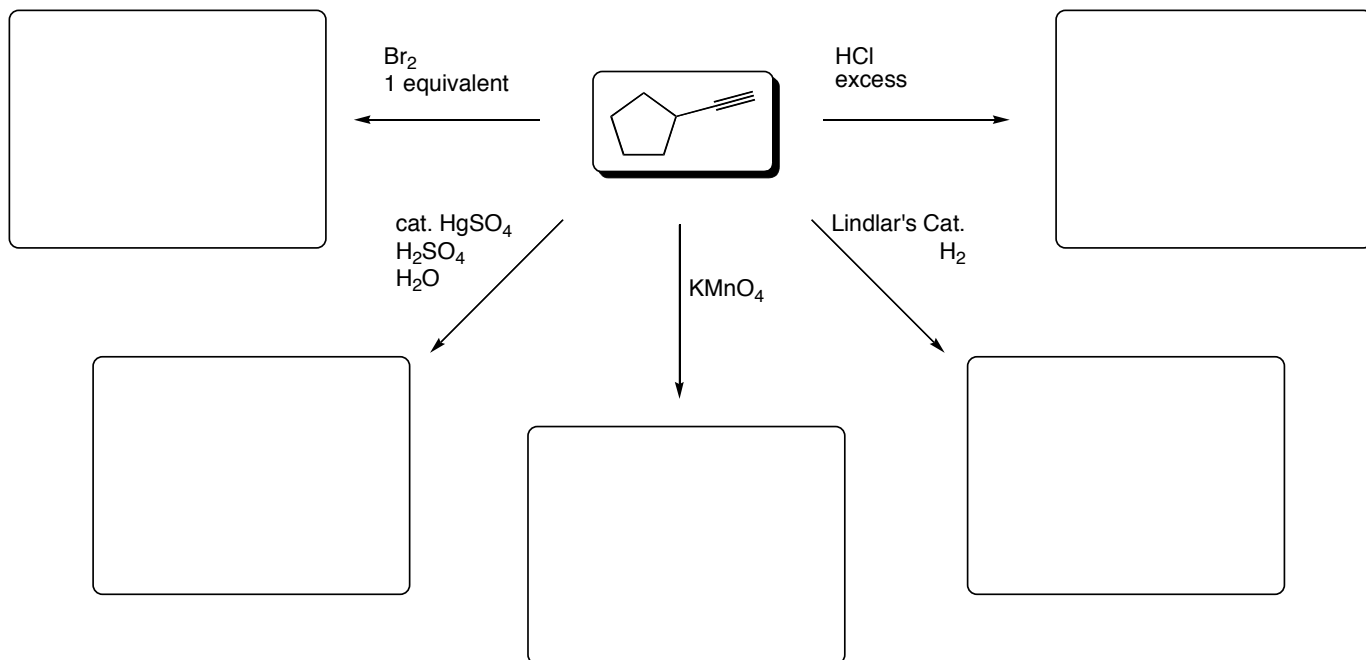 Br2
1 equivalent
HCl
excess
cat. HgSO4
H2SO4
H2O
Lindlar's Cat.
H2
KMnO4